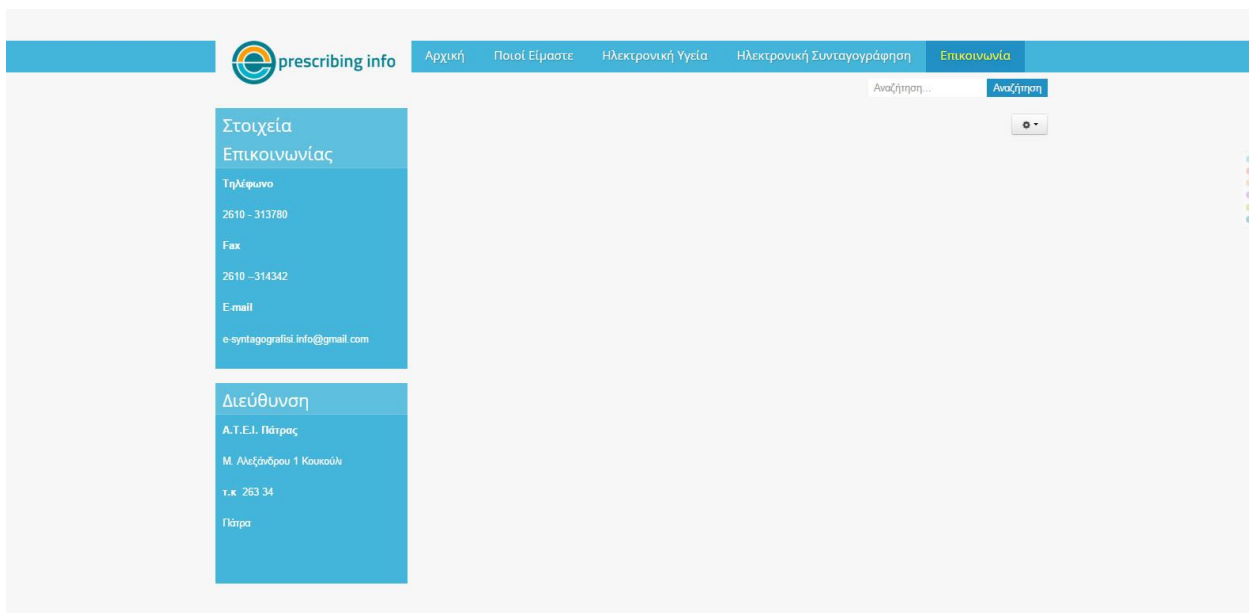 e prescribing info
Αρχική Ποιοί Είμαστε Ηλεκτρονική Υγεία Ηλεκτρονική Συνταγογράφηση Επικοινωνία
Αναζήτηση... Αναζήτηση
Στοιχεία
Επικοινωνίας
Τηλέφωνο
2610 - 313780
Fax
2610 –314342
E-mail
e-syntagografisi.info@gmail.com
Διεύθυνση
Α.Τ.Ε.Ι. Πάτρας
Μ. Αλεξάνδρου 1 Κουκούλι
τ.κ 263 34
Πάτρα